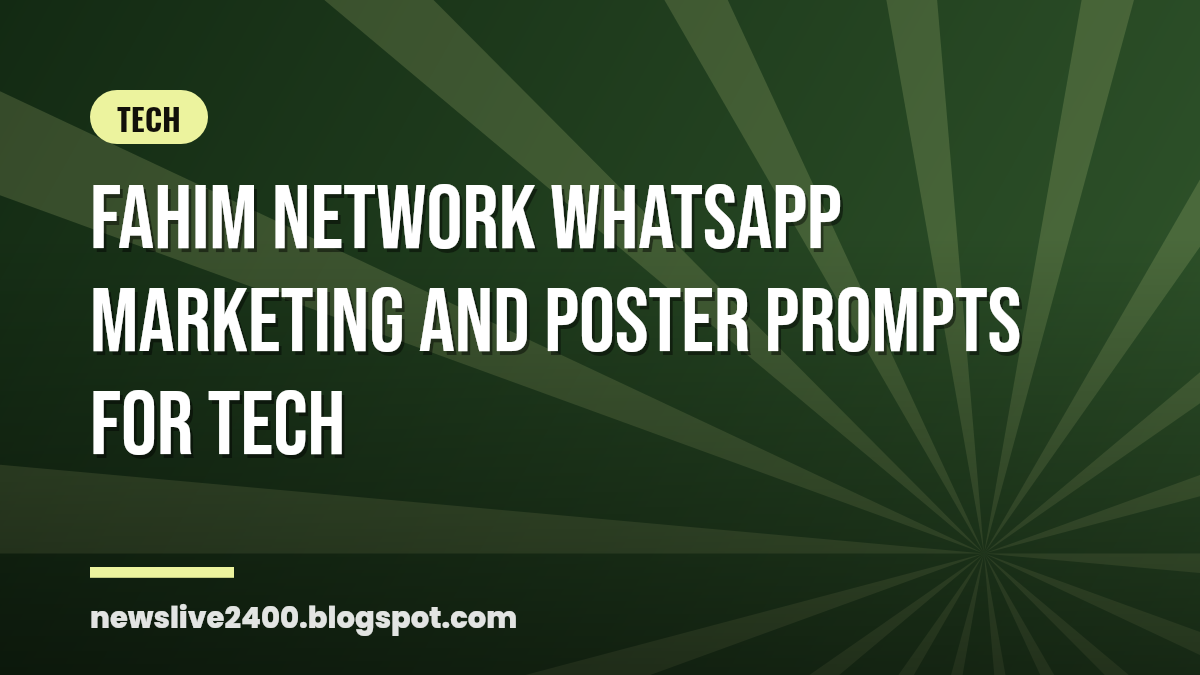 TECH
FAHIM NETWORK WHATSAPP
MARKETING AND POSTER PROMPTS
FOR TECH
newslive2400.blogspot.com